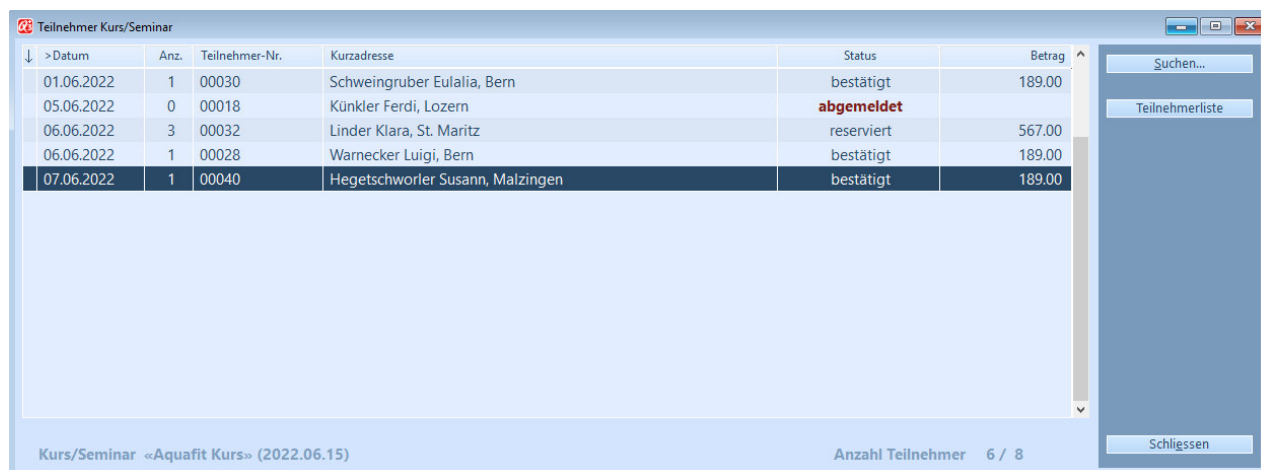 Teilnehmer Kurs/Seminar
↓ >Datum Anz. Teilnehmer-Nr. Kurzadresse Status Betrag
01.06.2022 1 00030 Schweingruber Eulalia, Bern bestätigt 189.00
05.06.2022 0 00018 Künkler Ferdi, Lozern abgemeldet
06.06.2022 3 00032 Linder Klara, St. Maritz reserviert 567.00
06.06.2022 1 00028 Warnecker Luigi, Bern bestätigt 189.00
07.06.2022 1 00040 Hegetschworler Susann, Malzingen bestätigt 189.00
Kurs/Seminar «Aquafit Kurs» (2022.06.15) Anzahl Teilnehmer 6 / 8
Suchen...
Teilnehmerliste
Schliessen